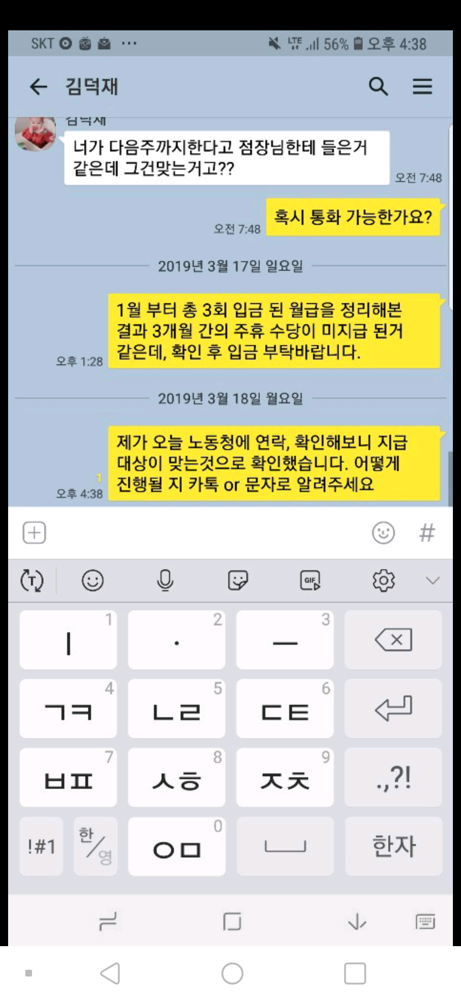 SKT ... LTE 56% 오후 4:38
김덕재
김덕재
너가 다음주까지한다고 점장님한테 들은거
같은데 그건맞는거고??
오전 7:48
혹시 통화 가능한가요?
오전 7:48
2019년 3월 17일 일요일
1월 부터 총 3회 입금 된 월급을 정리해본
결과 3개월 간의 주휴 수당이 미지급 된거
같은데, 확인 후 입금 부탁바랍니다.
오후 1:28
2019년 3월 18일 월요일
제가 오늘 노동청에 연락, 확인해보니 지급
대상이 맞는것으로 확인했습니다. 어떻게
진행될 지 카톡 or 문자로 알려주세요
1
오후 4:38
#
T GIF
ㅣ 1 · 2 ㅡ 3
ㄱㅋ 4 ㄴㄹ 5 ㄷㅌ 6
ㅂㅍ 7 ㅅㅎ 8 ㅈㅊ 9 .,?!
!#1 한/영 ㅇㅁ 0 한자